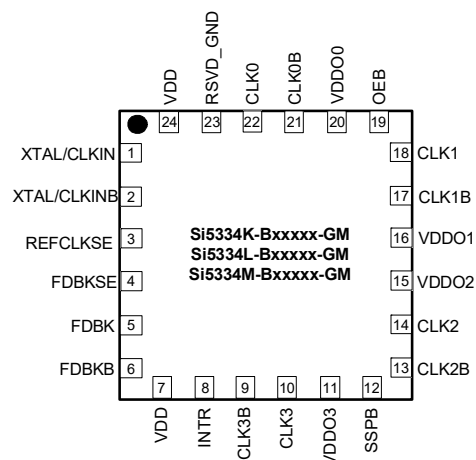 VDD
RSVD_GND
CLK0
CLK0B
VDDO0
OEB
24
23
22
21
20
19
XTAL/CLKIN 1
XTAL/CLKINB 2
REFCLKSE 3
FDBKSE 4
FDBK 5
FDBKB 6
Si5334K-Bxxxxx-GM
Si5334L-Bxxxxx-GM
Si5334M-Bxxxxx-GM
18 CLK1
17 CLK1B
16 VDDO1
15 VDDO2
14 CLK2
13 CLK2B
7
8
9
10
11
12
VDD
INTR
CLK3B
CLK3
VDDO3
SSPB